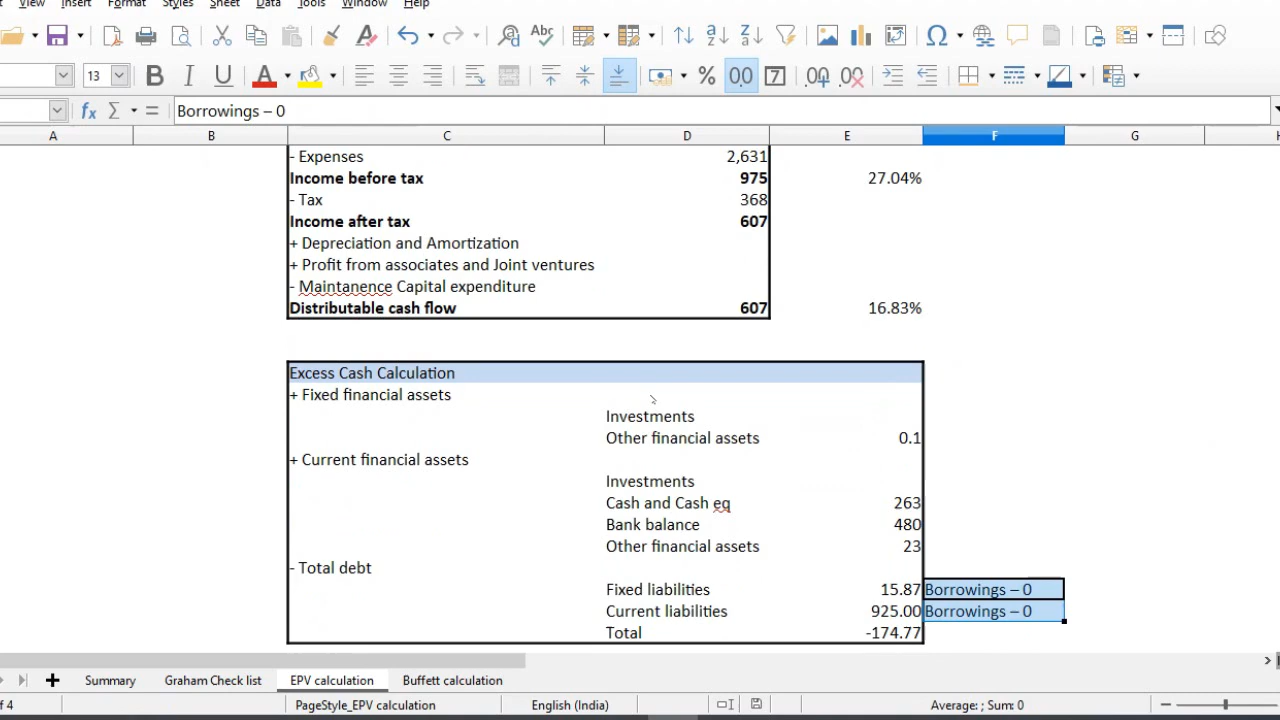 View Insert Format Styles Sheet Data Tools Window Help
13
Borrowings – 0
A B C D E F G H
- Expenses 2,631
Income before tax 975 27.04%
- Tax 368
Income after tax 607
+ Depreciation and Amortization
+ Profit from associates and Joint ventures
- Maintanence Capital expenditure
Distributable cash flow 607 16.83%
Excess Cash Calculation
+ Fixed financial assets
Investments
Other financial assets 0.1
+ Current financial assets
Investments
Cash and Cash eq 263
Bank balance 480
Other financial assets 23
- Total debt
Fixed liabilities 15.87 Borrowings – 0
Current liabilities 925.00 Borrowings – 0
Total -174.77
Summary Graham Check list EPV calculation Buffett calculation
of 4 PageStyle_EPV calculation English (India) Average: ; Sum: 0